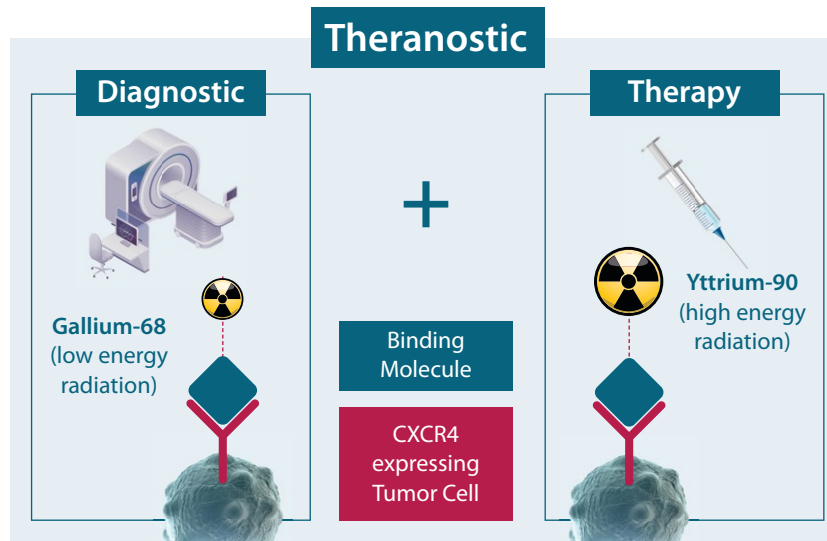 Theranostic
Diagnostic
Gallium-68
(low energy
radiation)
+
Binding
Molecule
CXCR4
expressing
Tumor Cell
Therapy
Yttrium-90
(high energy
radiation)